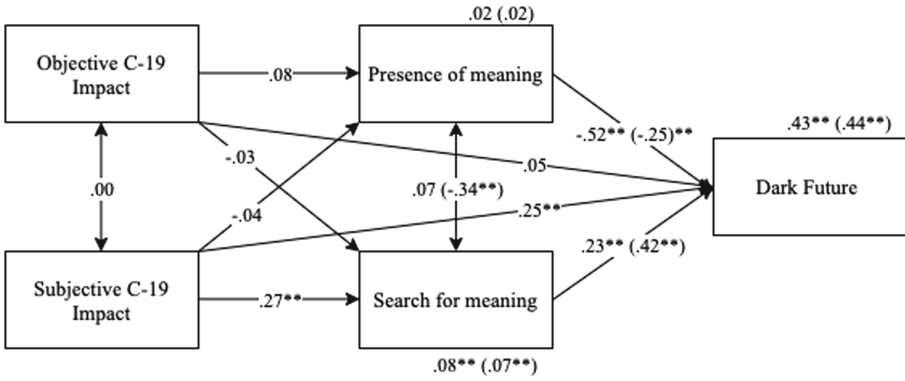 .02 (.02)
Objective C-19
Impact
.08
Presence of meaning
-.52** (-.25)**
.43** (.44**)
-.03
.05
.00
.07 (-.34**)
Dark Future
-.04
.25**
.23** (.42**)
Subjective C-19
Impact
.27**
Search for meaning
.08** (.07**)